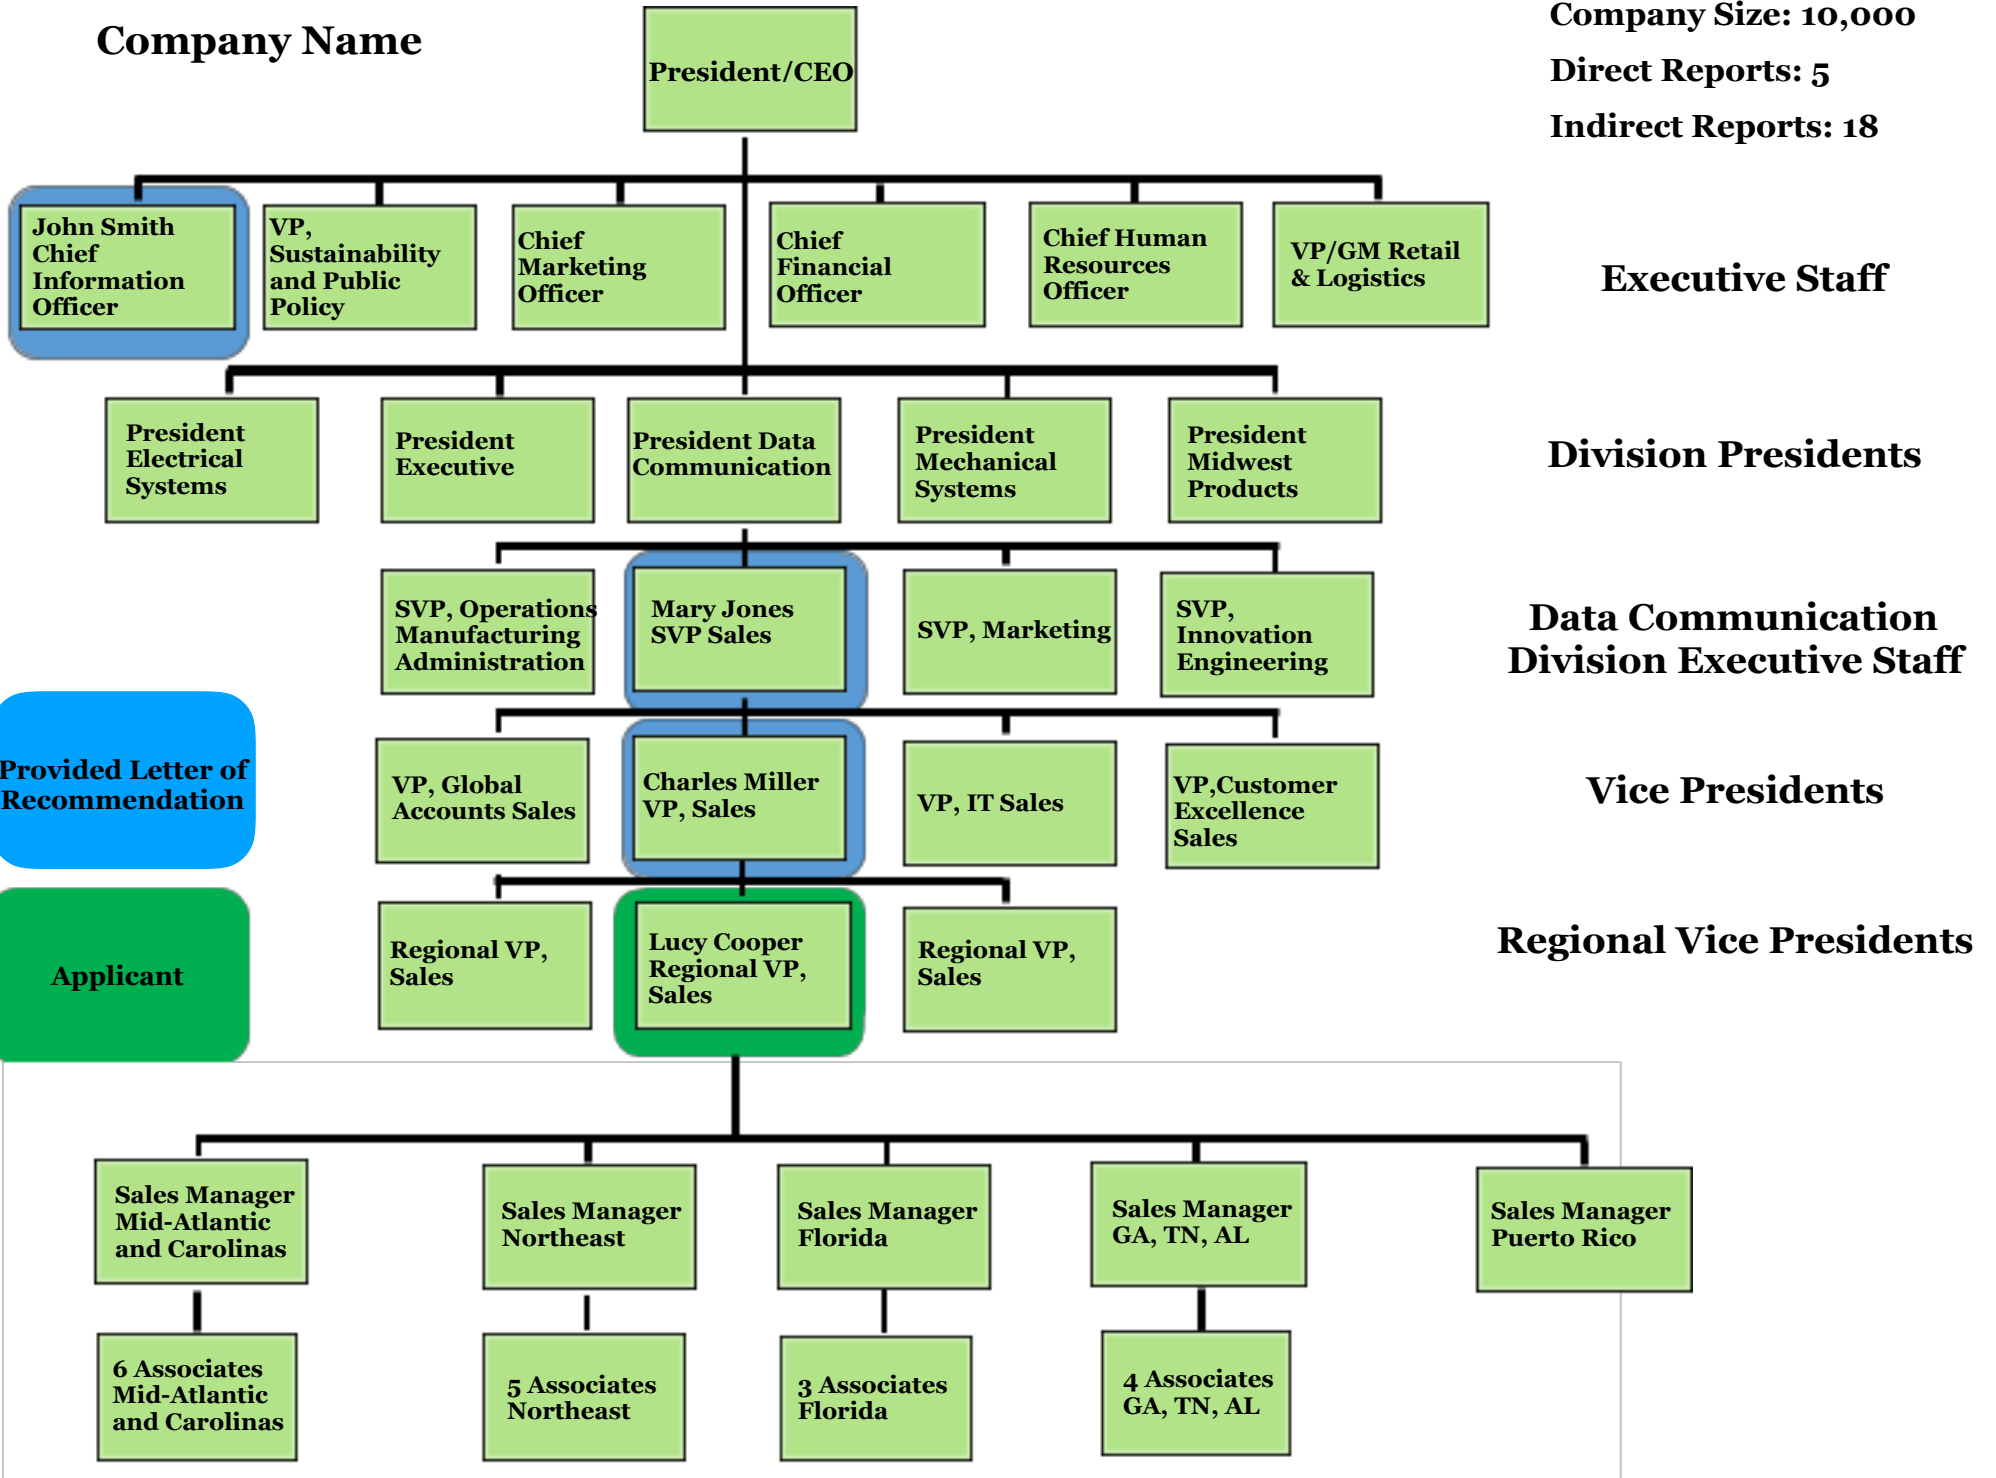 Company Name
Company Size: 10,000
Direct Reports: 5
Indirect Reports: 18
President/CEO
John Smith
Chief
Information
Officer
VP,
Sustainability
and Public
Policy
Chief
Marketing
Officer
Chief
Financial
Officer
Chief Human
Resources
Officer
VP/GM Retail
& Logistics
Executive Staff
President
Electrical
Systems
President
Executive
President Data
Communication
President
Mechanical
Systems
President
Midwest
Products
Division Presidents
SVP, Operations
Manufacturing
Administration
Mary Jones
SVP Sales
SVP, Marketing
SVP,
Innovation
Engineering
Data Communication
Division Executive Staff
Provided Letter of
Recommendation
VP, Global
Accounts Sales
Charles Miller
VP, Sales
VP, IT Sales
VP,Customer
Excellence
Sales
Vice Presidents
Applicant
Regional VP,
Sales
Lucy Cooper
Regional VP,
Sales
Regional VP,
Sales
Regional Vice Presidents
Sales Manager
Mid-Atlantic
and Carolinas
Sales Manager
Northeast
Sales Manager
Florida
Sales Manager
GA, TN, AL
Sales Manager
Puerto Rico
6 Associates
Mid-Atlantic
and Carolinas
5 Associates
Northeast
3 Associates
Florida
4 Associates
GA, TN, AL